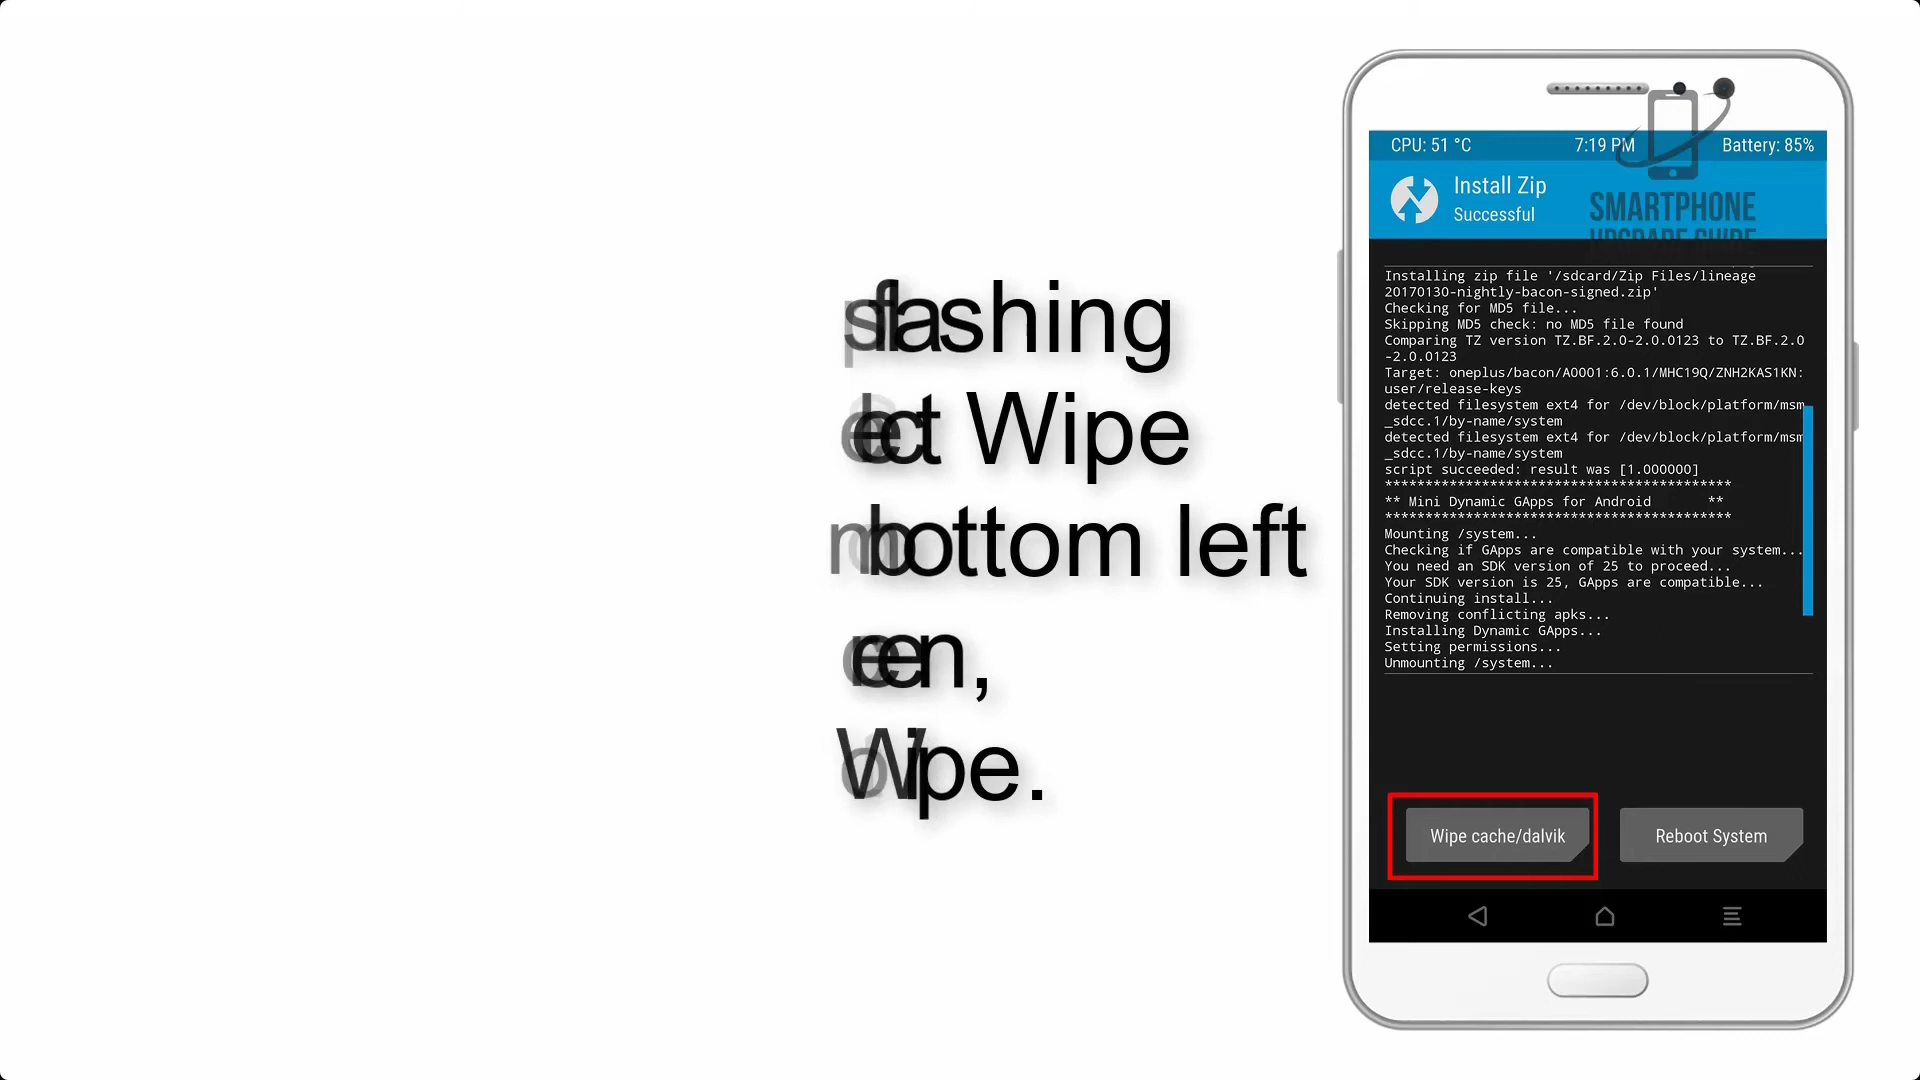 flashing
Wipe
bottom left
Wipe.
CPU: 51 °C 7:19 PM Battery: 85%
Install Zip
Successful
SMARTPHONE
UPGRADE GUIDE
Installing zip file '/sdcard/Zip Files/lineage
20170130-nightly-bacon-signed.zip'
Checking for MD5 file...
Skipping MD5 check: no MD5 file found
Comparing TZ version TZ.BF.2.0-2.0.0123 to TZ.BF.2.0
-2.0.0123
Target: oneplus/bacon/A0001:6.0.1/MHC19Q/ZNH2KAS1KN:
user/release-keys
detected filesystem ext4 for /dev/block/platform/msm
_sdcc.1/by-name/system
detected filesystem ext4 for /dev/block/platform/msm
_sdcc.1/by-name/system
script succeeded: result was [1.000000]
*******************************************
** Mini Dynamic GApps for Android **
*******************************************
Mounting /system...
Checking if GApps are compatible with your system...
You need an SDK version of 25 to proceed...
Your SDK version is 25, GApps are compatible...
Continuing install...
Removing conflicting apks...
Installing Dynamic GApps...
Setting permissions...
Unmounting /system...
Wipe cache/dalvik Reboot System